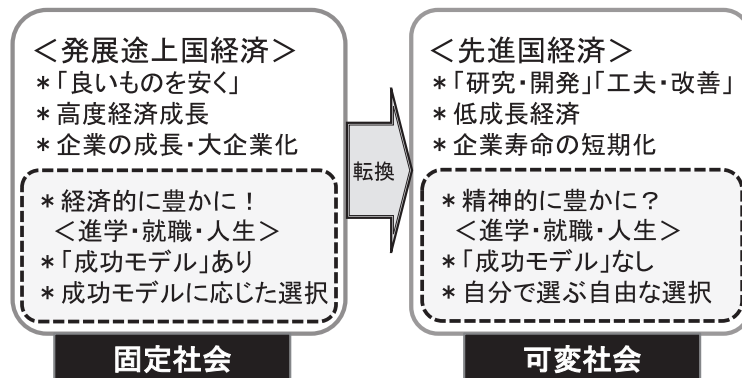 ＜発展途上国経済＞
＊「良いものを安く」
＊高度経済成長
＊企業の成長・大企業化
＊経済的に豊かに！
＜進学・就職・人生＞
＊「成功モデル」あり
＊成功モデルに応じた選択
固定社会
転換
＜先進国経済＞
＊「研究・開発」「工夫・改善」
＊低成長経済
＊企業寿命の短期化
＊精神的に豊かに？
＜進学・就職・人生＞
＊「成功モデル」なし
＊自分で選ぶ自由な選択
可変社会